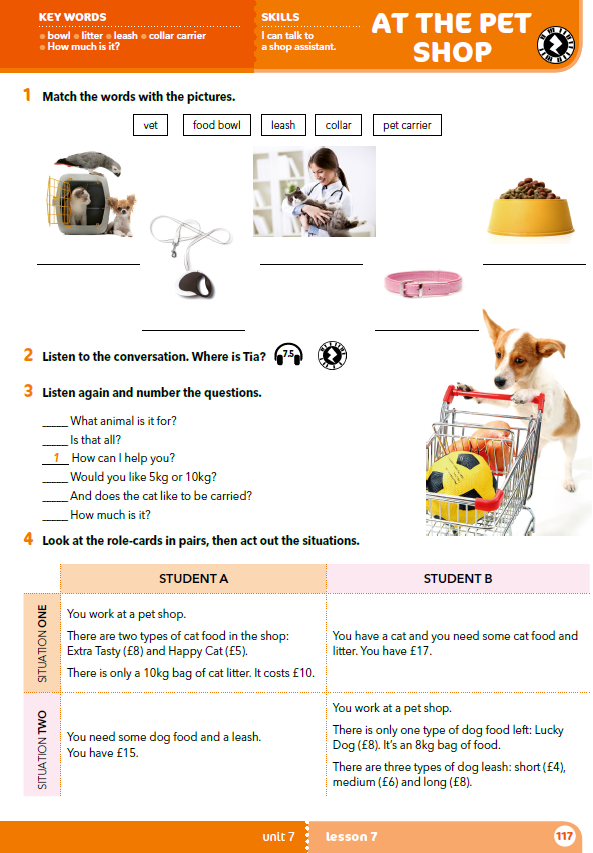 KEY WORDS
• bowl • litter • leash • collar carrier
• How much is it?
SKILLS
I can talk to
a shop assistant.
AT THE PET
SHOP
1 Match the words with the pictures.
vet food bowl leash collar pet carrier
2 Listen to the conversation. Where is Tia? 7.5
3 Listen again and number the questions.
_____ What animal is it for?
_____ Is that all?
__1__ How can I help you?
_____ Would you like 5kg or 10kg?
_____ And does the cat like to be carried?
_____ How much is it?
4 Look at the role-cards in pairs, then act out the situations.
STUDENT A
STUDENT B
SITUATION ONE
You work at a pet shop.
There are two types of cat food in the shop:
Extra Tasty (£8) and Happy Cat (£5).
There is only a 10kg bag of cat litter. It costs £10.
You have a cat and you need some cat food and
litter. You have £17.
SITUATION TWO
You need some dog food and a leash.
You have £15.
You work at a pet shop.
There is only one type of dog food left: Lucky
Dog (£8). It's an 8kg bag of food.
There are three types of dog leash: short (£4),
medium (£6) and long (£8).
unit 7 lesson 7 117